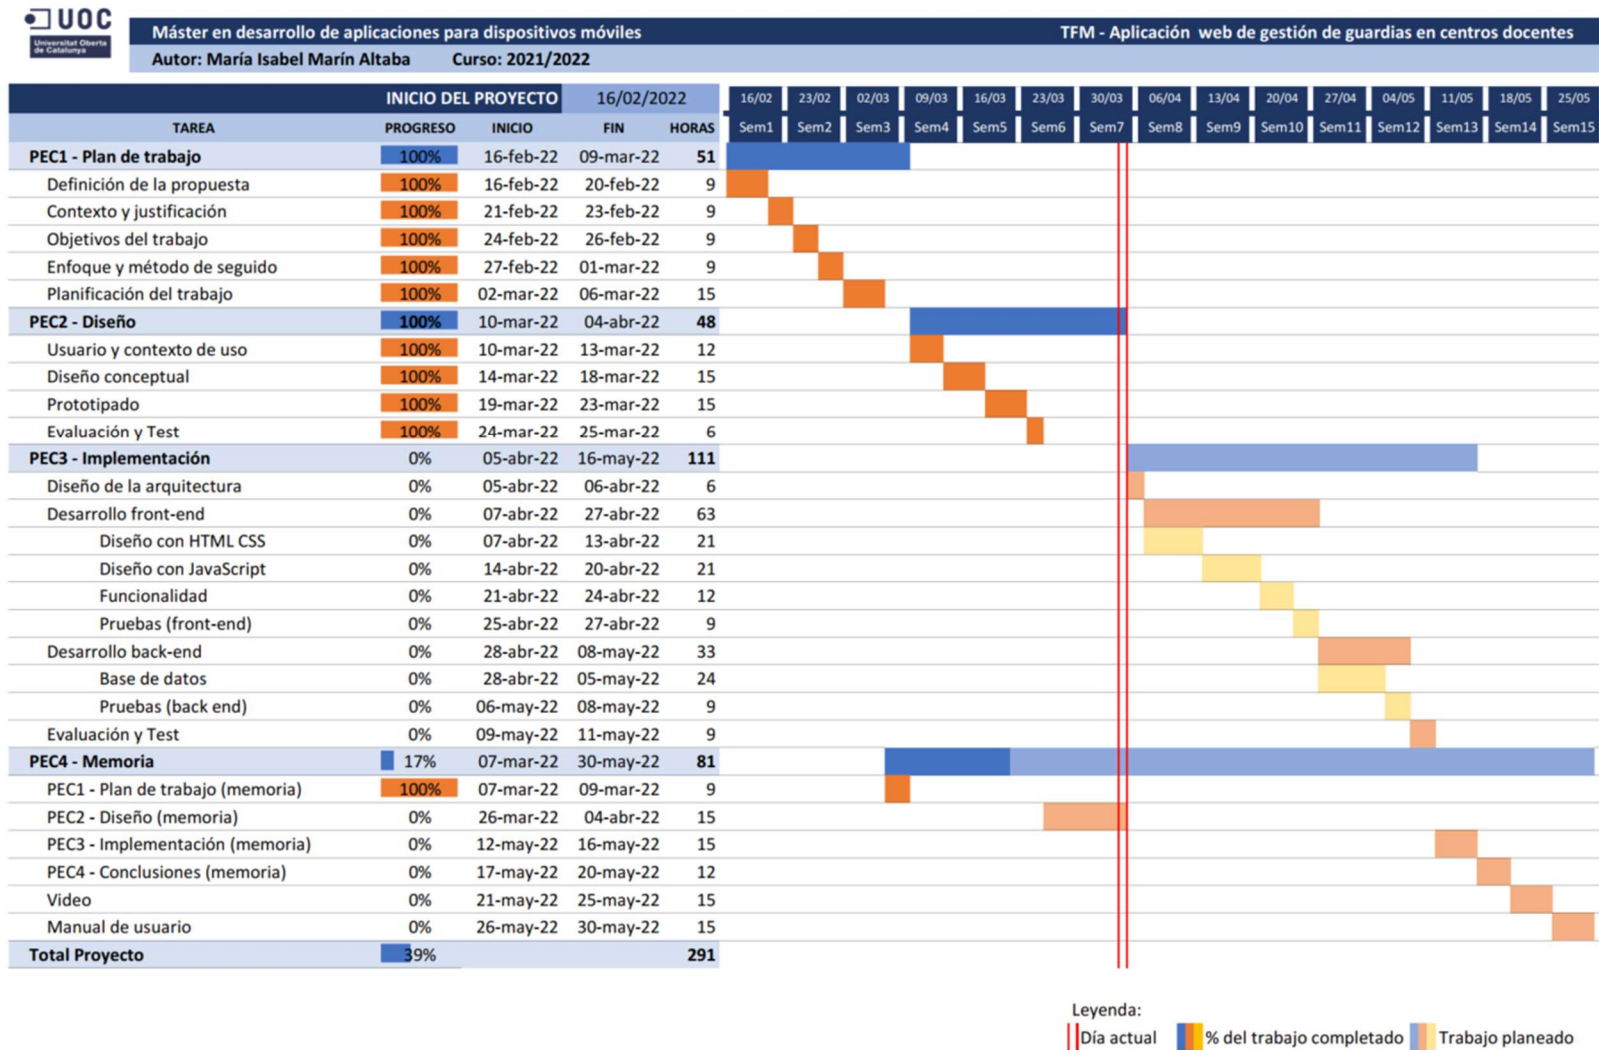 UOC
Universitat Oberta
de Catalunya
Máster en desarrollo de aplicaciones para dispositivos móviles TFM - Aplicación web de gestión de guardias en centros docentes
Autor: María Isabel Marín Altaba Curso: 2021/2022
INICIO DEL PROYECTO 16/02/2022 16/02 23/02 02/03 09/03 16/03 23/03 30/03 06/04 13/04 20/04 27/04 04/05 11/05 18/05 25/05
TAREA PROGRESO INICIO FIN HORAS Sem1 Sem2 Sem3 Sem4 Sem5 Sem6 Sem7 Sem8 Sem9 Sem10 Sem11 Sem12 Sem13 Sem14 Sem15
PEC1 - Plan de trabajo 100% 16-feb-22 09-mar-22 51
Definición de la propuesta 100% 16-feb-22 20-feb-22 9
Contexto y justificación 100% 21-feb-22 23-feb-22 9
Objetivos del trabajo 100% 24-feb-22 26-feb-22 9
Enfoque y método de seguido 100% 27-feb-22 01-mar-22 9
Planificación del trabajo 100% 02-mar-22 06-mar-22 15
PEC2 - Diseño 100% 10-mar-22 04-abr-22 48
Usuario y contexto de uso 100% 10-mar-22 13-mar-22 12
Diseño conceptual 100% 14-mar-22 18-mar-22 15
Prototipado 100% 19-mar-22 23-mar-22 15
Evaluación y Test 100% 24-mar-22 25-mar-22 6
PEC3 - Implementación 0% 05-abr-22 16-may-22 111
Diseño de la arquitectura 0% 05-abr-22 06-abr-22 6
Desarrollo front-end 0% 07-abr-22 27-abr-22 63
Diseño con HTML CSS 0% 07-abr-22 13-abr-22 21
Diseño con JavaScript 0% 14-abr-22 20-abr-22 21
Funcionalidad 0% 21-abr-22 24-abr-22 12
Pruebas (front-end) 0% 25-abr-22 27-abr-22 9
Desarrollo back-end 0% 28-abr-22 08-may-22 33
Base de datos 0% 28-abr-22 05-may-22 24
Pruebas (back end) 0% 06-may-22 08-may-22 9
Evaluación y Test 0% 09-may-22 11-may-22 9
PEC4 - Memoria 17% 07-mar-22 30-may-22 81
PEC1 - Plan de trabajo (memoria) 100% 07-mar-22 09-mar-22 9
PEC2 - Diseño (memoria) 0% 26-mar-22 04-abr-22 15
PEC3 - Implementación (memoria) 0% 12-may-22 16-may-22 15
PEC4 - Conclusiones (memoria) 0% 17-may-22 20-may-22 12
Video 0% 21-may-22 25-may-22 15
Manual de usuario 0% 26-may-22 30-may-22 15
Total Proyecto 39% 291
Leyenda:
Día actual % del trabajo completado Trabajo planeado